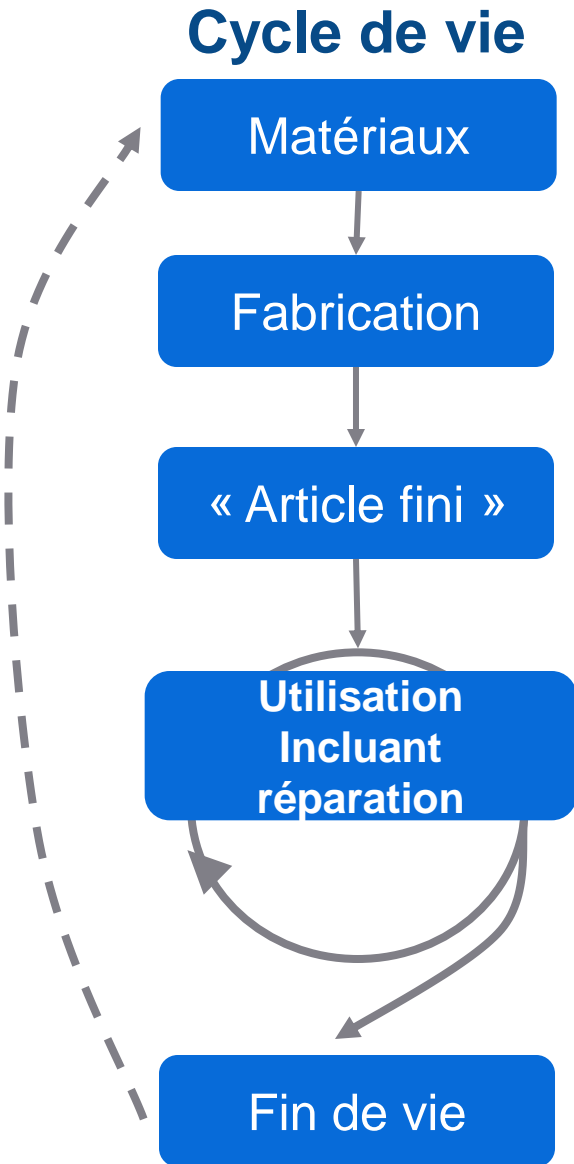 Cycle de vie
Matériaux
Fabrication
« Article fini »
Utilisation
Incluant
réparation
Fin de vie